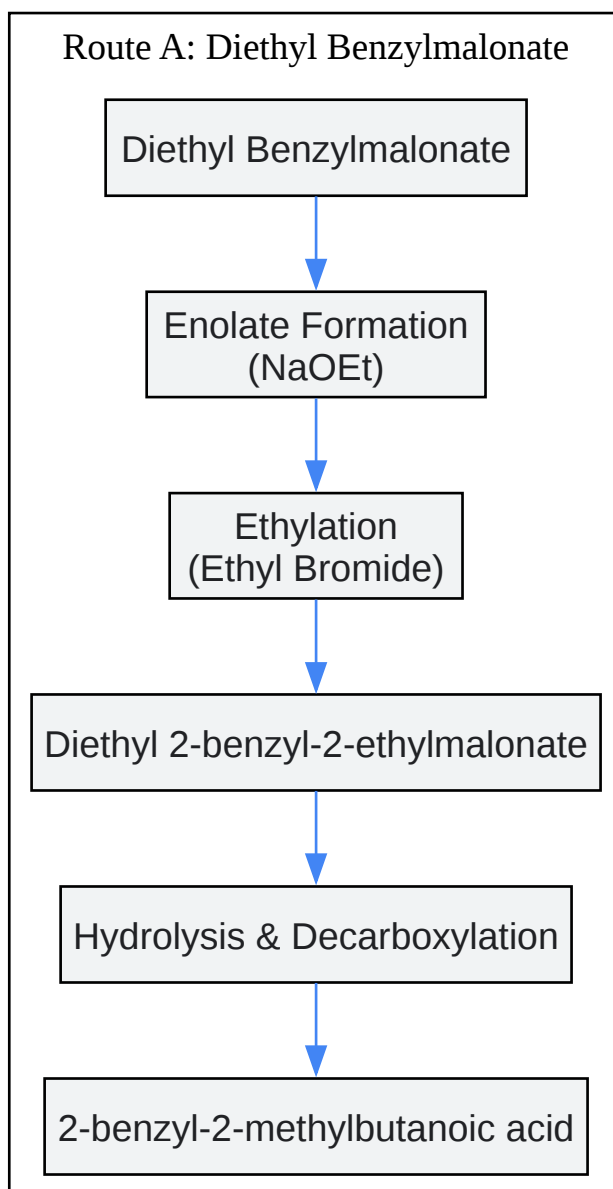 Route A: Diethyl Benzylmalonate
Diethyl Benzylmalonate
Enolate Formation
(NaOEt)
Ethylation
(Ethyl Bromide)
Diethyl 2-benzyl-2-ethylmalonate
Hydrolysis & Decarboxylation
2-benzyl-2-methylbutanoic acid